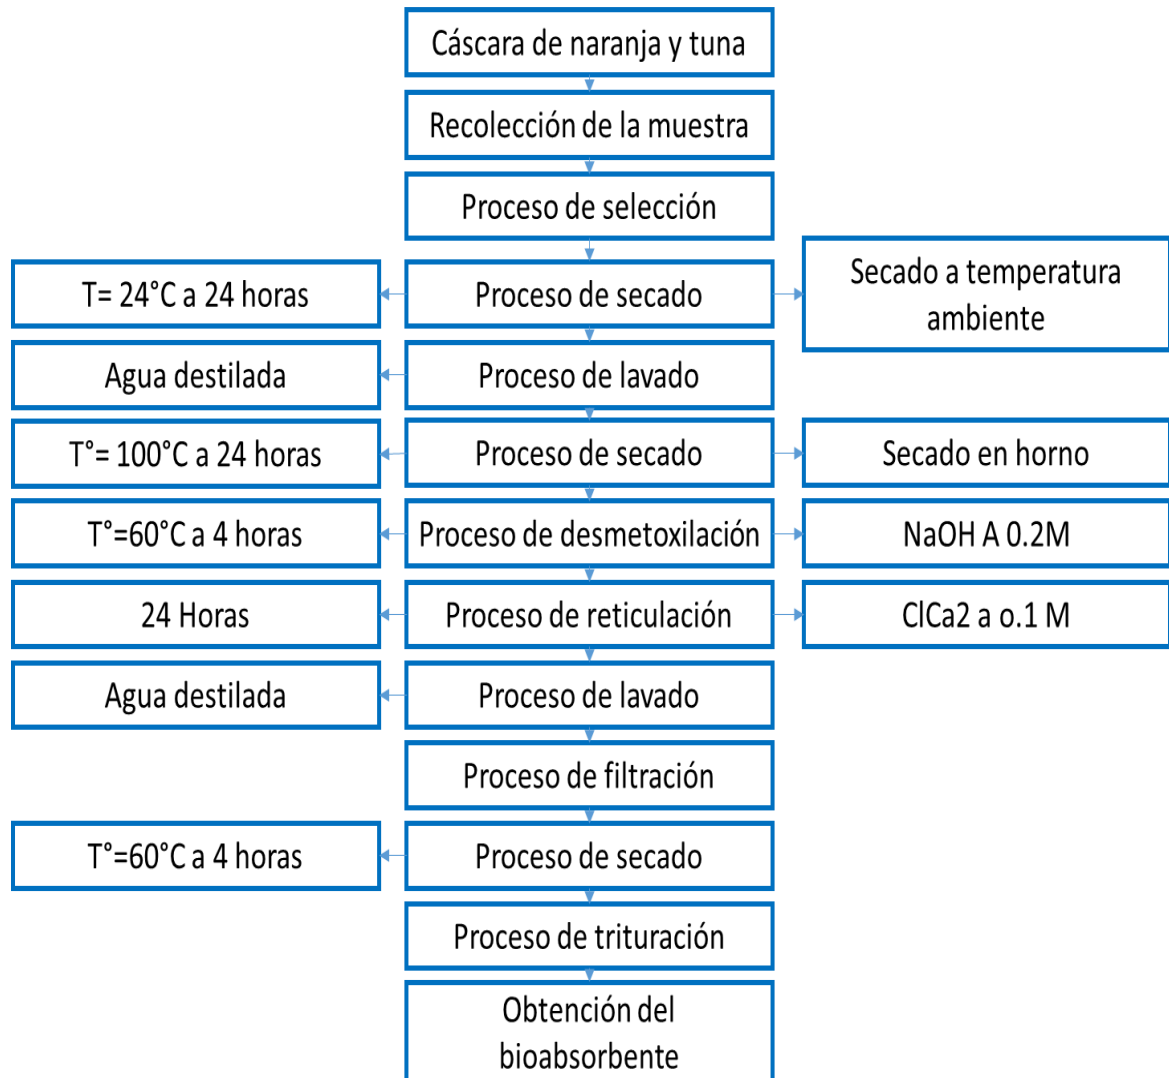 Cáscara de naranja y tuna
Recolección de la muestra
Proceso de selección
T= 24°C a 24 horas
Proceso de secado
Secado a temperatura
ambiente
Agua destilada
Proceso de lavado
T°= 100°C a 24 horas
Proceso de secado
Secado en horno
T°=60°C a 4 horas
Proceso de desmetoxilación
NaOH A 0.2M
24 Horas
Proceso de reticulación
ClCa2 a o.1 M
Agua destilada
Proceso de lavado
Proceso de filtración
T°=60°C a 4 horas
Proceso de secado
Proceso de trituración
Obtención del
bioabsorbente